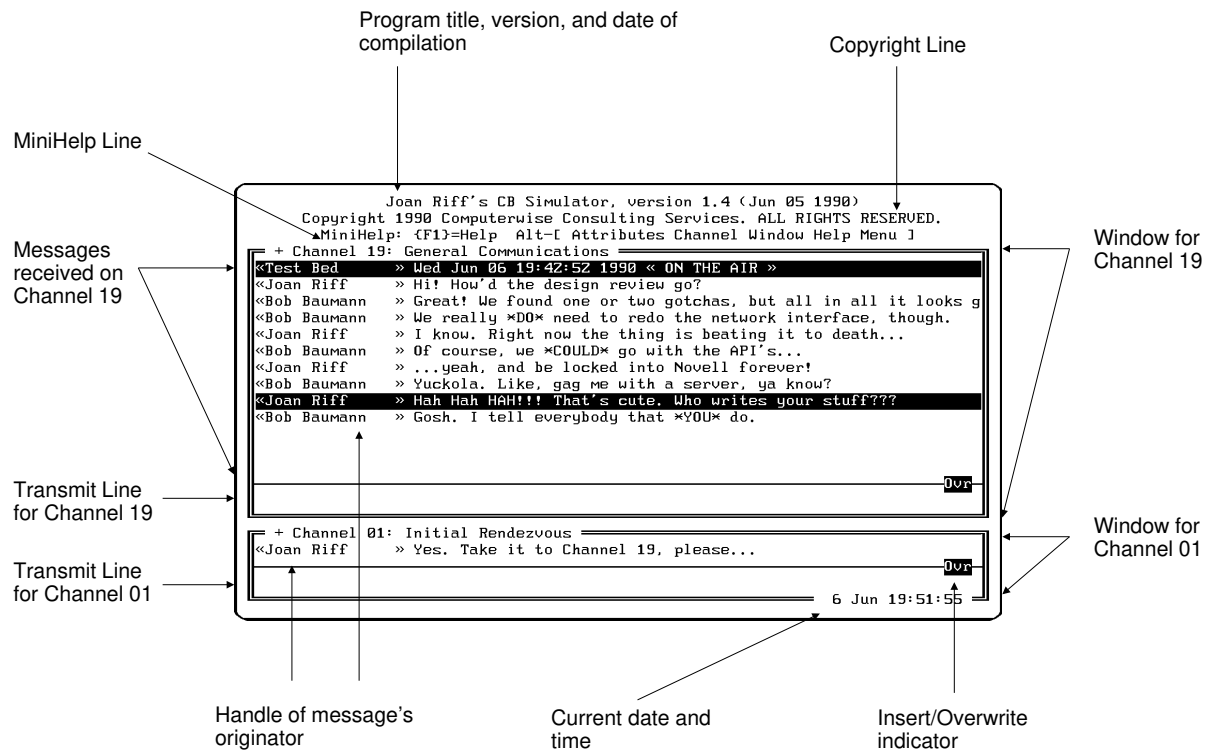 Program title, version, and date of
compilation
Copyright Line
MiniHelp Line
Joan Riff's CB Simulator, version 1.4 (Jun 05 1990)
Copyright 1990 Computerwise Consulting Services. ALL RIGHTS RESERVED.
MiniHelp: {F1}=Help Alt-[ Attributes Channel Window Help Menu ]
Messages
received on
Channel 19
Window for
Channel 19
+ Channel 19: General Communications
«Test Bed » Wed Jun 06 19:42:52 1990 « ON THE AIR »
«Joan Riff » Hi! How'd the design review go?
«Bob Baumann » Great! We found one or two gotchas, but all in all it looks g
«Bob Baumann » We really *DO* need to redo the network interface, though.
«Joan Riff » I know. Right now the thing is beating it to death...
«Bob Baumann » Of course, we *COULD* go with the API's...
«Joan Riff » ...yeah, and be locked into Novell forever!
«Bob Baumann » Yuckola. Like, gag me with a server, ya know?
«Joan Riff » Hah Hah HAH!!! That's cute. Who writes your stuff???
«Bob Baumann » Gosh. I tell everybody that *YOU* do.
Ovr
Transmit Line
for Channel 19
+ Channel 01: Initial Rendezvous
«Joan Riff » Yes. Take it to Channel 19, please...
Ovr
6 Jun 19:51:55
Window for
Channel 01
Transmit Line
for Channel 01
Handle of message's
originator
Current date and
time
Insert/Overwrite
indicator